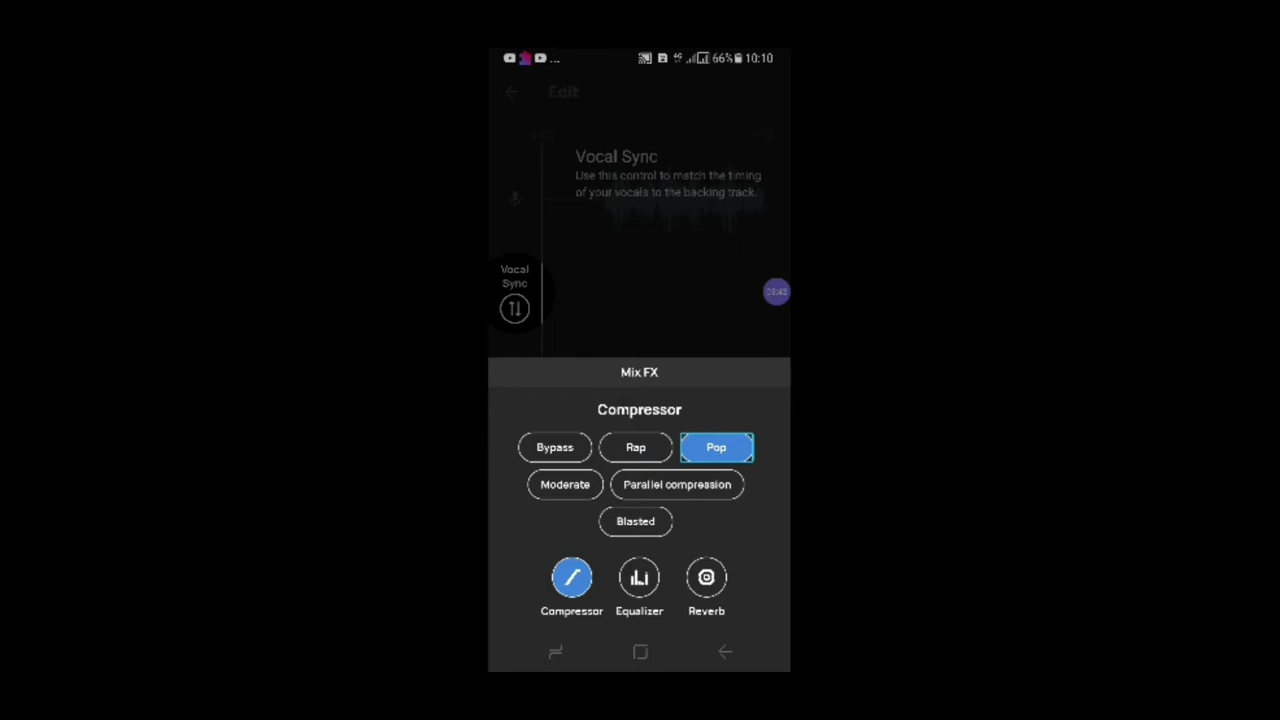 ... 4G 66% 10:10
Edit
Vocal Sync
Use this control to match the timing
of your vocals to the backing track.
Vocal
Sync
Mix FX
Compressor
Bypass Rap Pop
Moderate Parallel compression
Blasted
Compressor Equalizer Reverb